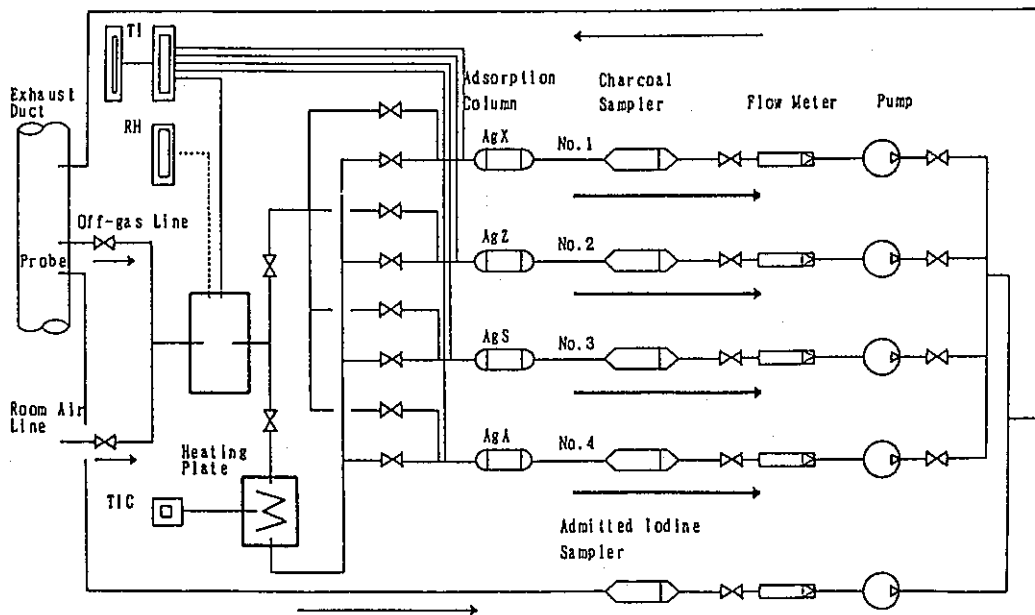 TI
Exhaust
Duct
RH
Off-gas Line
Probe
Room Air
Line
Heating
Plate
TIC
Adsorption
Column
Charcoal
Sampler
Flow Meter
Pump
AgX
No.1
AgZ
No.2
AgS
No.3
AgA
No.4
Admitted Iodine
Sampler